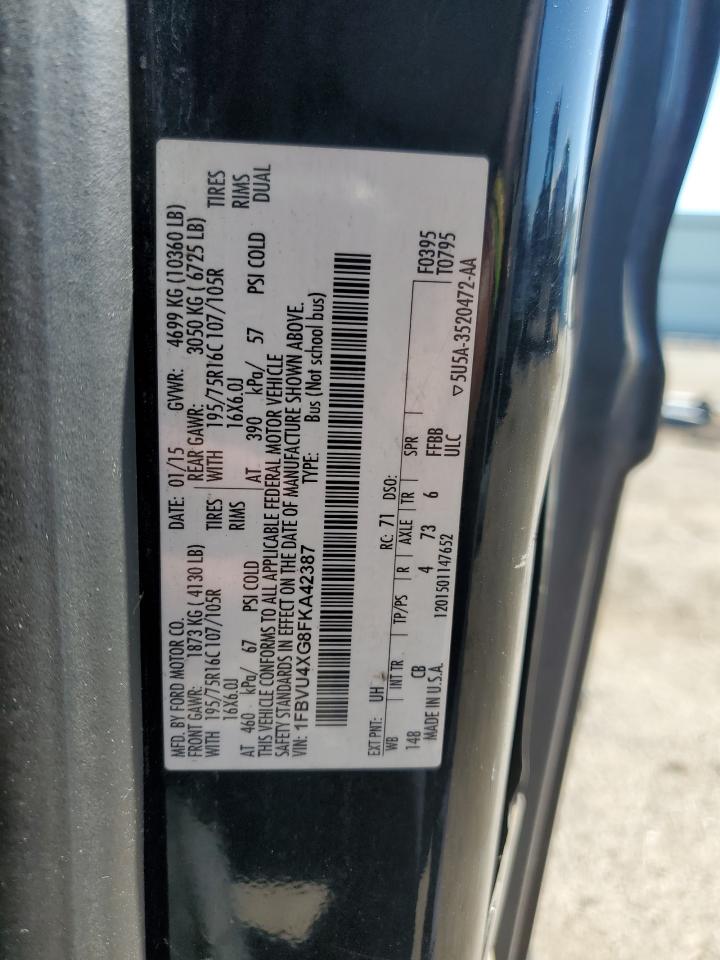 MFD. BY FORD MOTOR CO. DATE: 01/15 GVWR: 4699 KG (10360 LB)
FRONT GAWR: 1873 KG ( 4130 LB) REAR GAWR: 3050 KG ( 6725 LB)
WITH 195/75R16C 107/105R TIRES WITH 195/75R16C 107/105R TIRES
16X6.0J RIMS 16X6.0J RIMS
AT 460 kPa/ 67 PSI COLD AT 390 kPa/ 57 PSI COLD DUAL
THIS VEHICLE CONFORMS TO ALL APPLICABLE FEDERAL MOTOR VEHICLE
SAFETY STANDARDS IN EFFECT ON THE DATE OF MANUFACTURE SHOWN ABOVE.
VIN: 1FBVU4XG8FKA42387 TYPE: Bus (Not school bus)
EXT PNT: UH RC: 71 DSO:
WB INT TR TP/PS R AXLE TR SPR F0395
148 CB 4 73 6 FFBB T0795
MADE IN U.S.A. 1201501147652 ULC ▽5U5A-3520472-AA